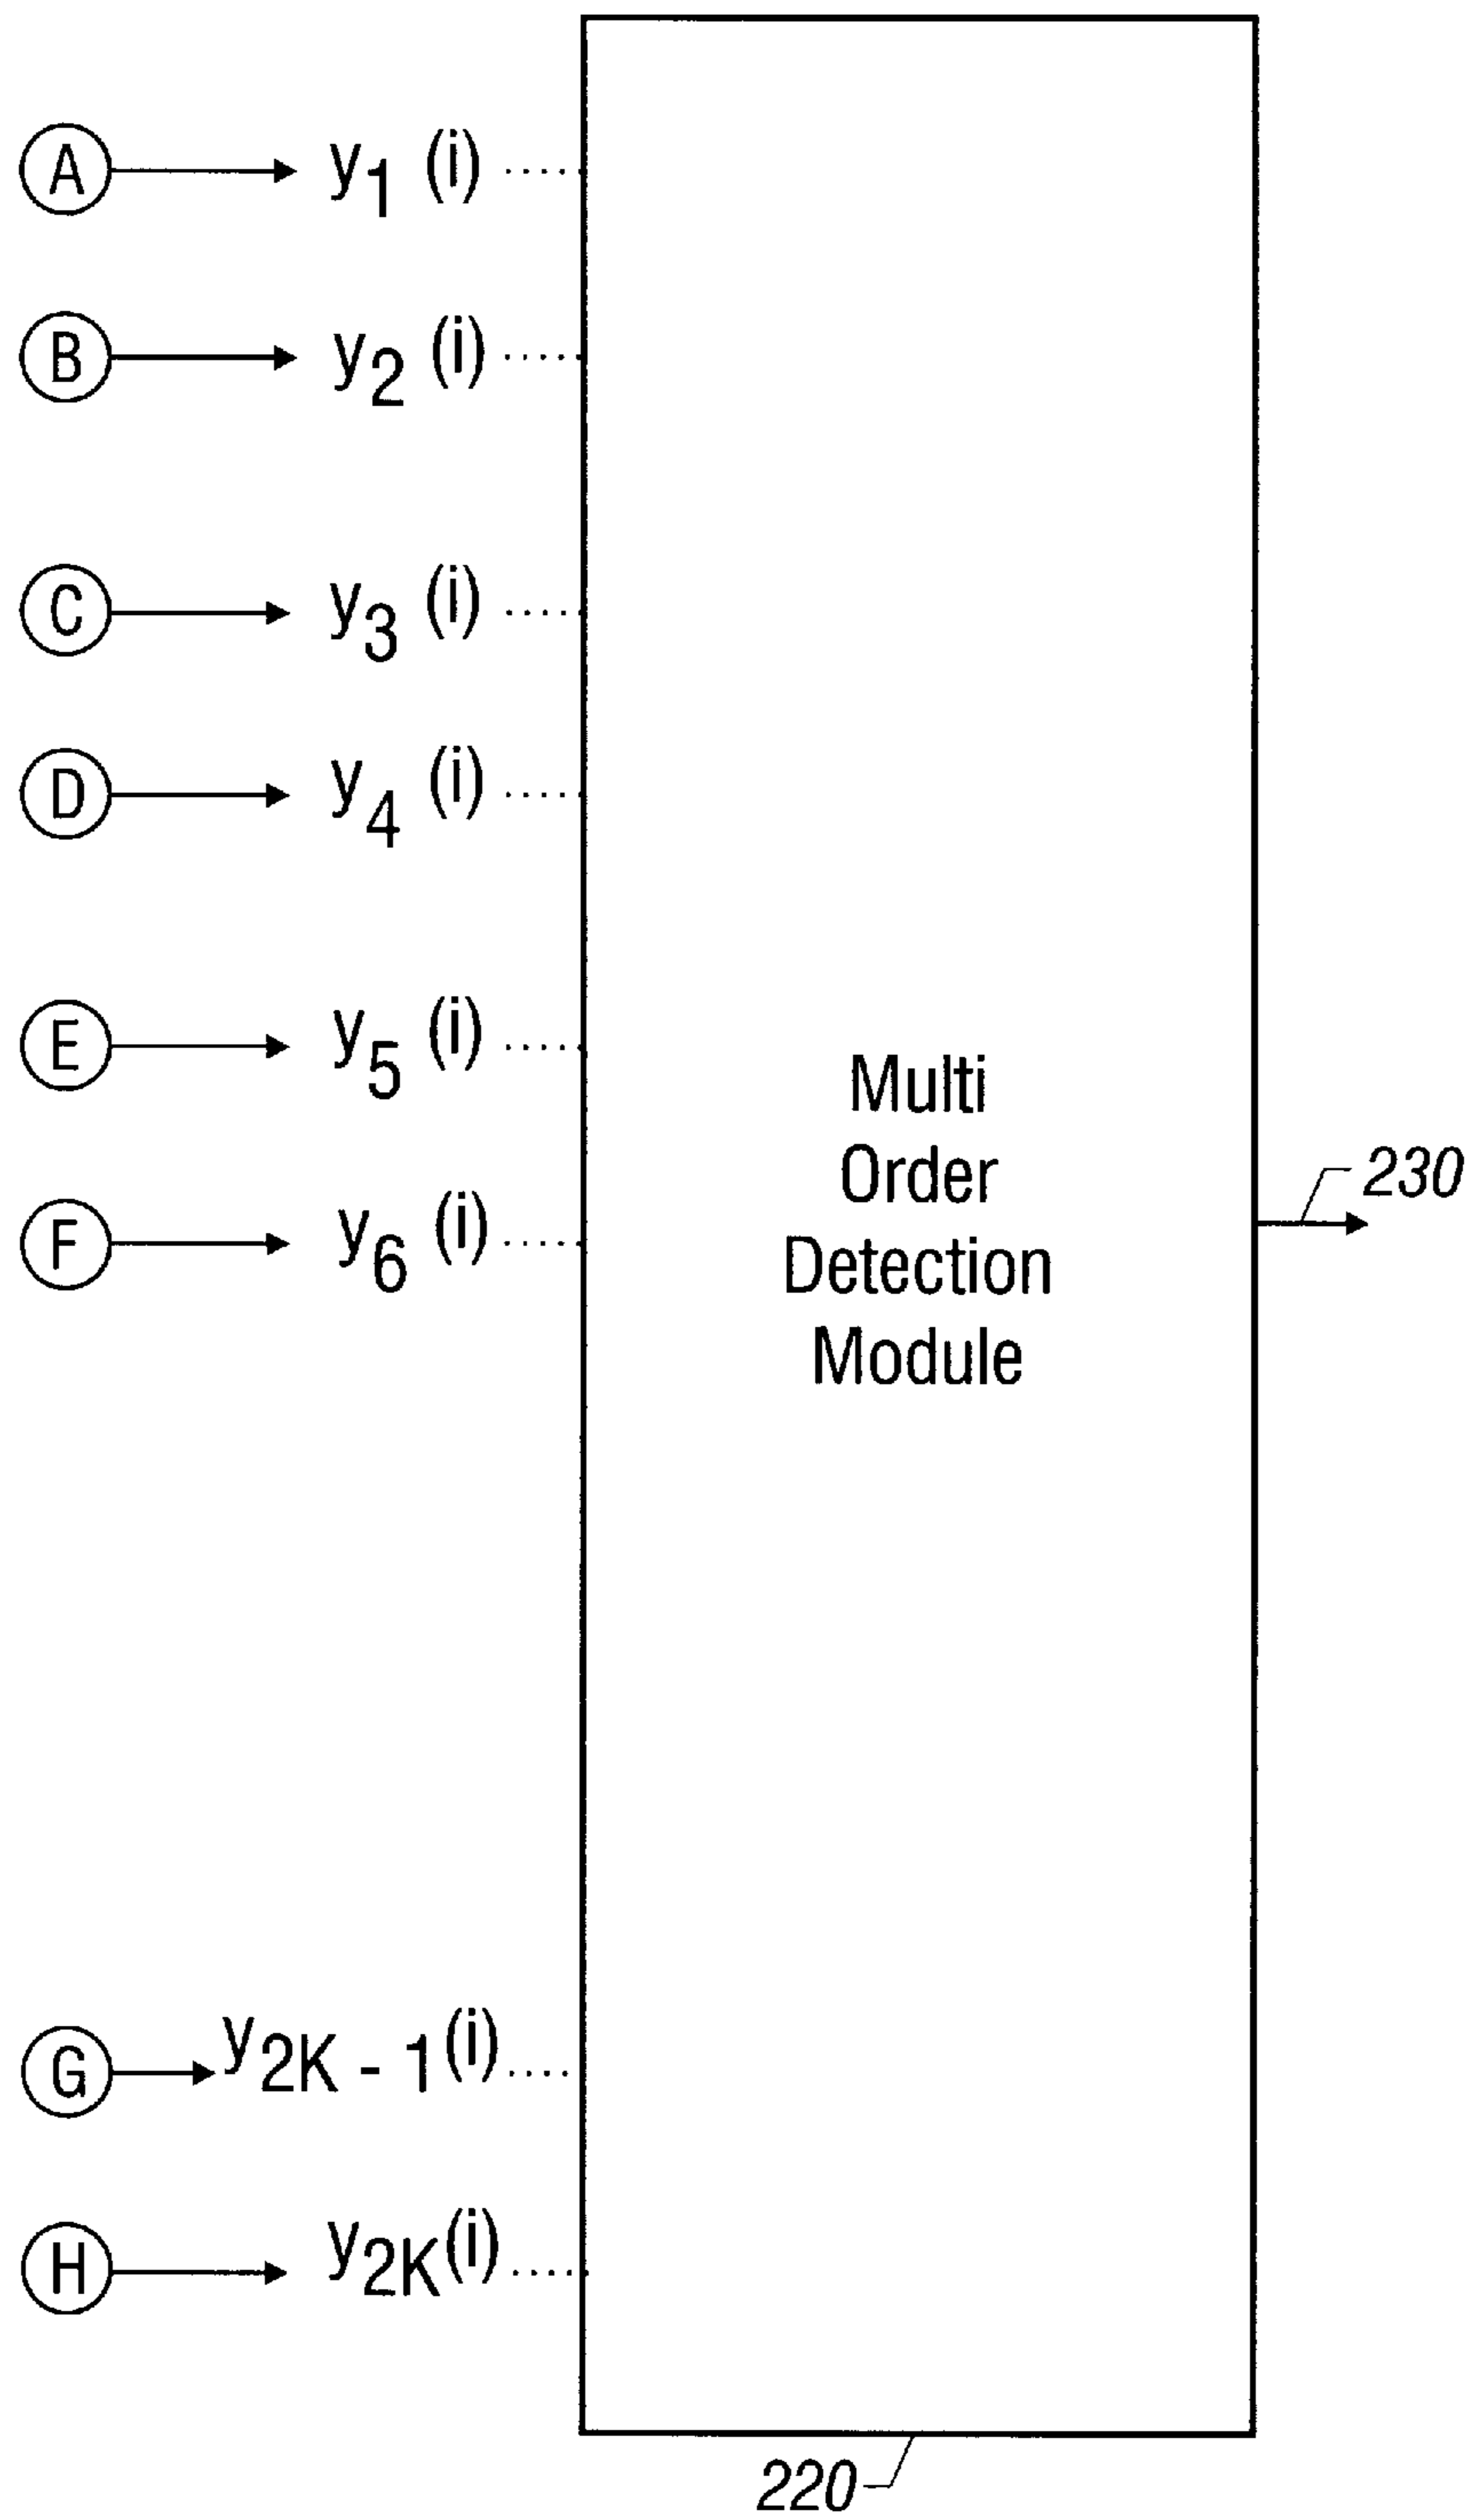 A y1 (i)
B y2 (i)
C y3 (i)
D y4 (i)
E y5 (i)
F y6 (i)
Multi
Order
Detection
Module
230
G y2K - 1(i)
H y2K(i)
220